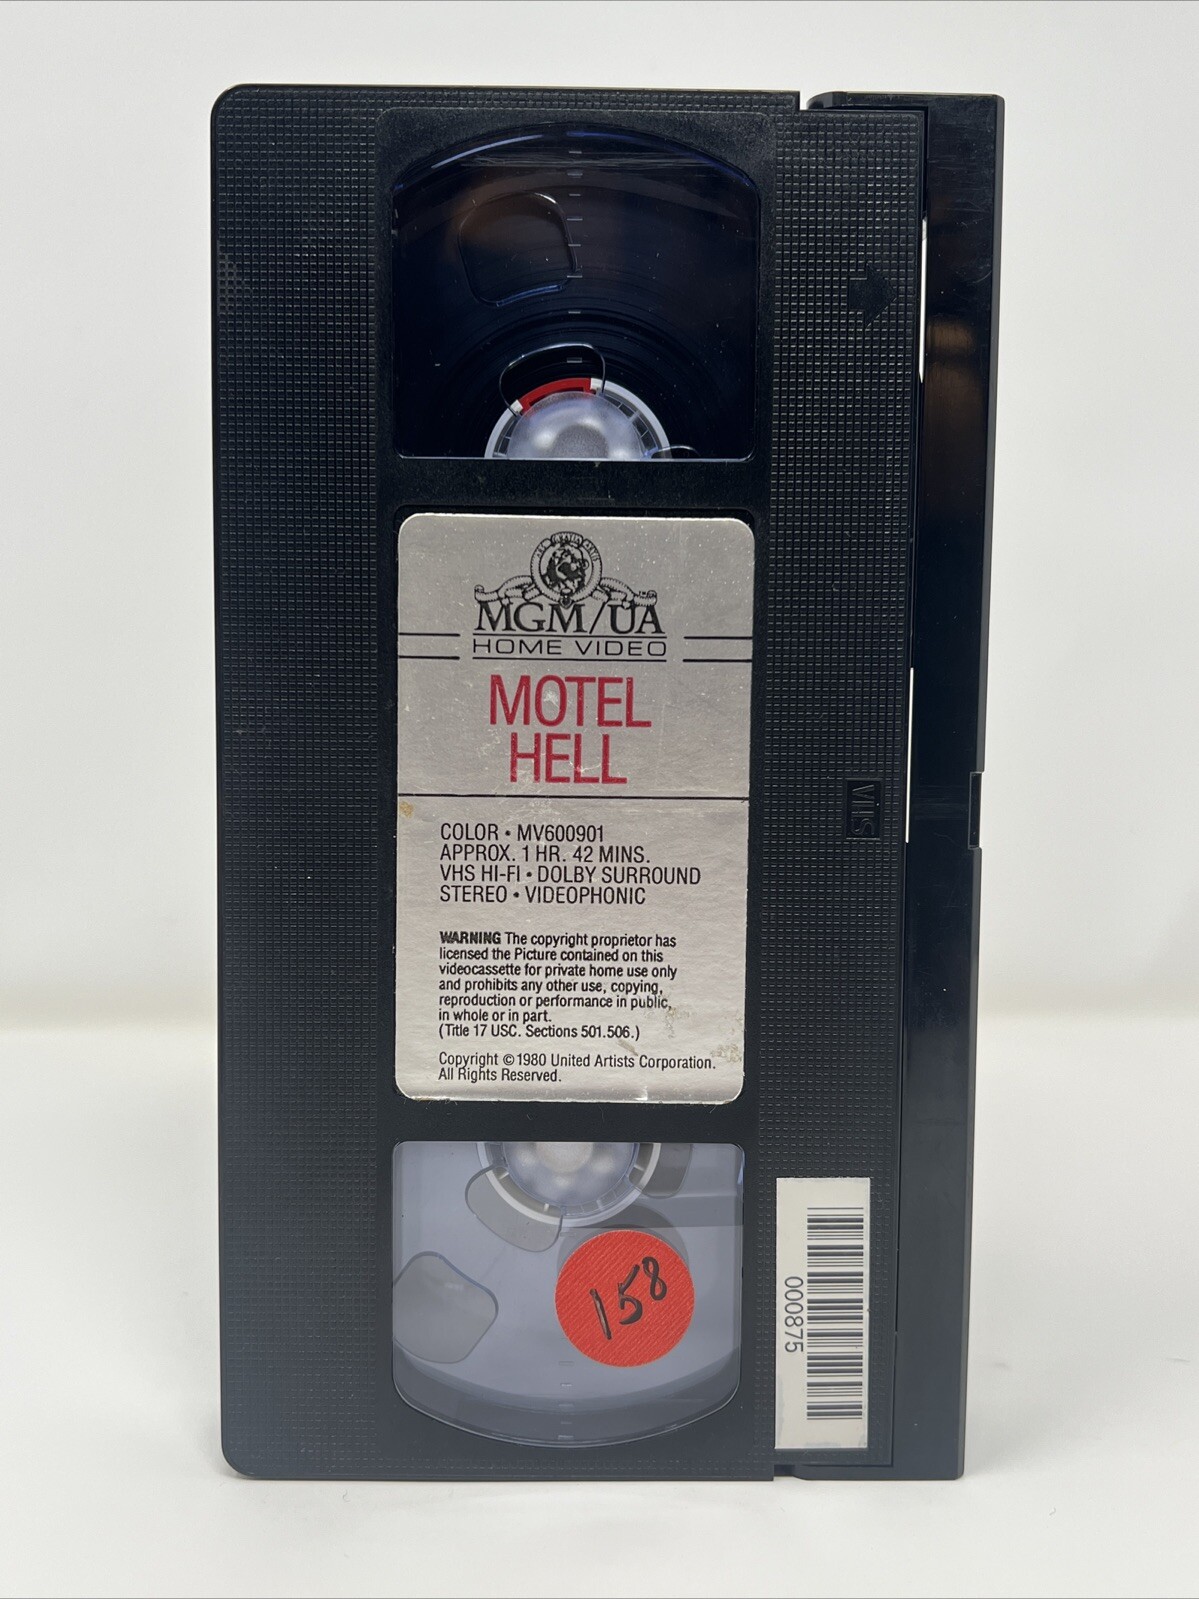 ARS GRATIA ARTIS
MGM/UA
HOME VIDEO
MOTEL
HELL
COLOR • MV600901
APPROX. 1 HR. 42 MINS.
VHS HI-FI • DOLBY SURROUND
STEREO • VIDEOPHONIC
WARNING The copyright proprietor has
licensed the Picture contained on this
videocassette for private home use only
and prohibits any other use, copying,
reproduction or performance in public,
in whole or in part.
(Title 17 USC. Sections 501.506.)
Copyright © 1980 United Artists Corporation.
All Rights Reserved.
VHS
158
000875